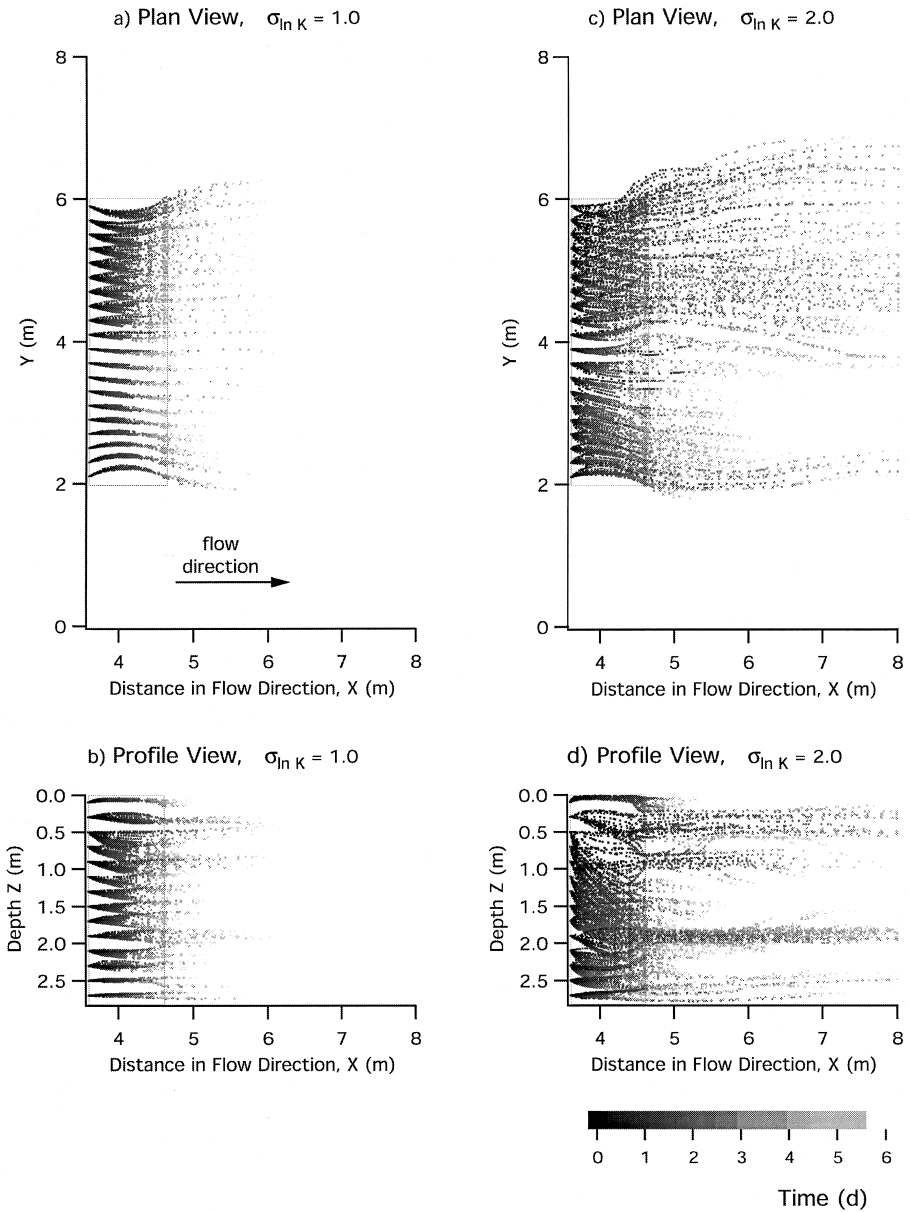 a) Plan View, σln K = 1.0
8
6
4
2
0
Y (m)
flow
direction
4 5 6 7 8
Distance in Flow Direction, X (m)
c) Plan View, σln K = 2.0
8
6
4
2
0
Y (m)
4 5 6 7 8
Distance in Flow Direction, X (m)
b) Profile View, σln K = 1.0
0.0
0.5
1.0
1.5
2.0
2.5
Depth Z (m)
4 5 6 7 8
Distance in Flow Direction, X (m)
d) Profile View, σln K = 2.0
0.0
0.5
1.0
1.5
2.0
2.5
Depth Z (m)
4 5 6 7 8
Distance in Flow Direction, X (m)
0 1 2 3 4 5 6
Time (d)